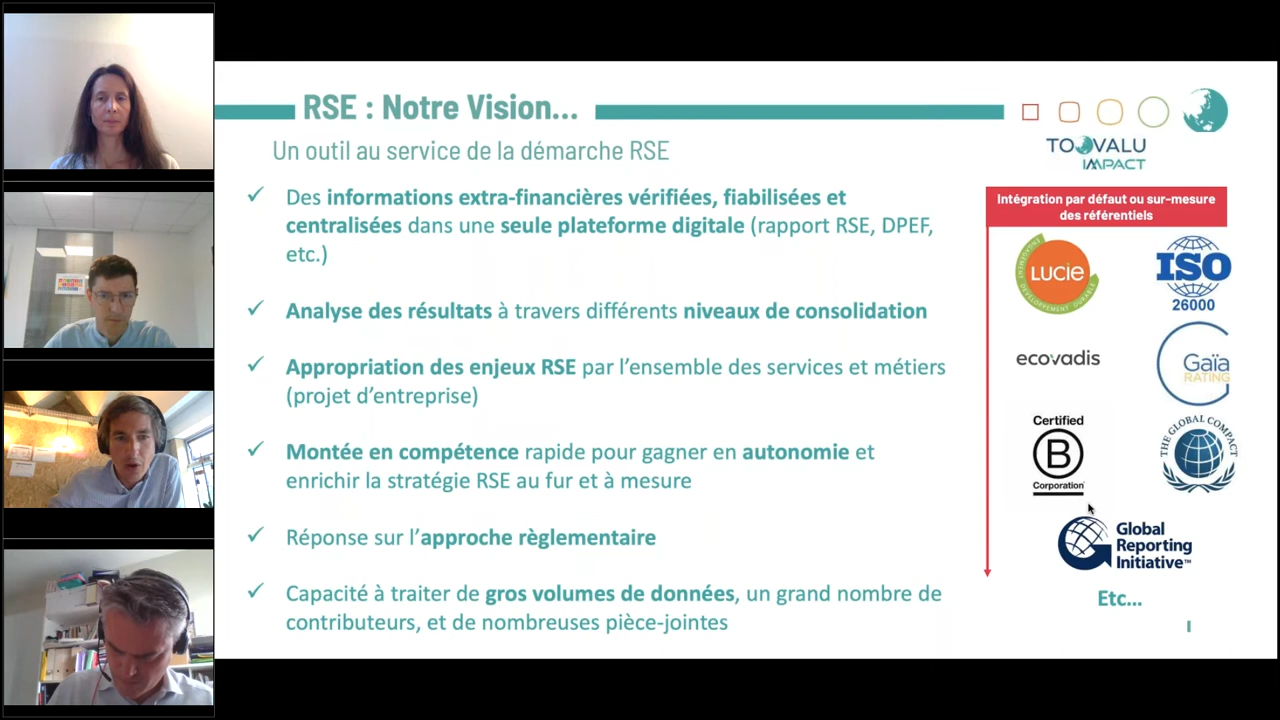 RSE : Notre Vision...
Un outil au service de la démarche RSE
TOOVALU
IMPACT
Des informations extra-financières vérifiées, fiabilisées et
centralisées dans une seule plateforme digitale (rapport RSE, DPEF,
etc.)
Analyse des résultats à travers différents niveaux de consolidation
Appropriation des enjeux RSE par l'ensemble des services et métiers
(projet d'entreprise)
Montée en compétence rapide pour gagner en autonomie et
enrichir la stratégie RSE au fur et à mesure
Réponse sur l'approche règlementaire
Capacité à traiter de gros volumes de données, un grand nombre de
contributeurs, et de nombreuses pièce-jointes
Intégration par défaut ou sur-mesure
des référentiels
ENGAGEMENT
LUCIE
DEVELOPPEMENT DURABLE
ISO
26000
ecovadis
Gaïa
RATING
Certified
B
Corporation
THE GLOBAL COMPACT
Global
Reporting
Initiative™
Etc...